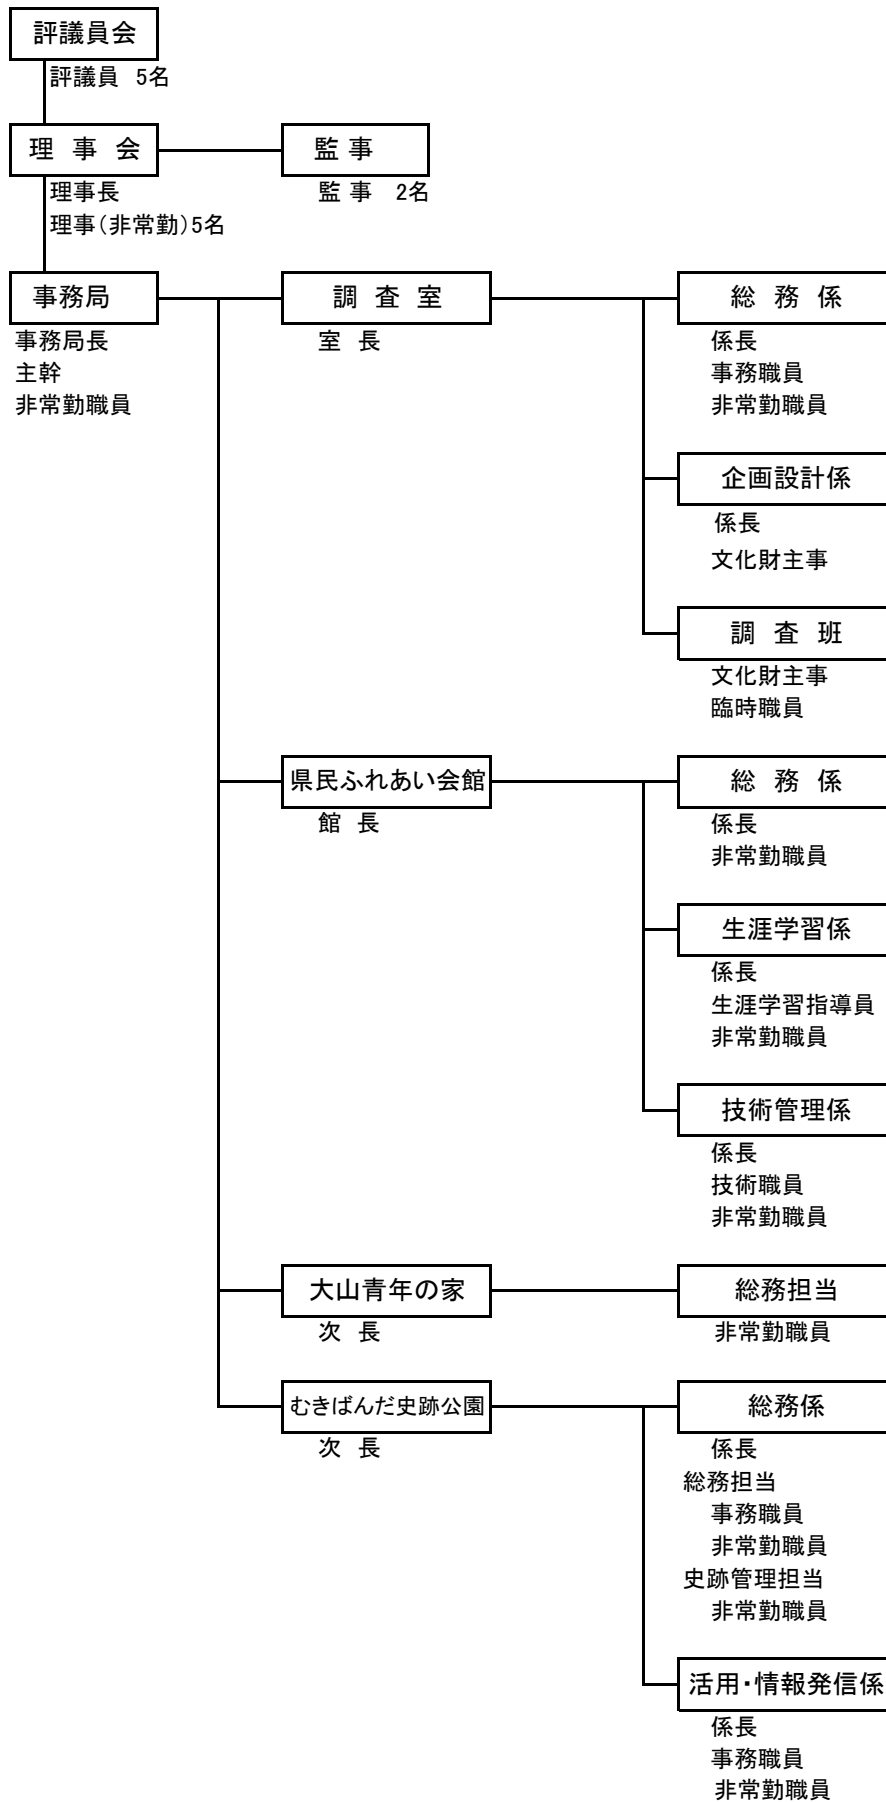 評議員会
評議員 5名
理 事 会
監 事
理事長
理事(非常勤)5名
監 事 2名
事務局
事務局長
主幹
非常勤職員
調 査 室
室 長
総 務 係
係長
事務職員
非常勤職員
企画設計係
係長
文化財主事
調 査 班
文化財主事
臨時職員
県民ふれあい会館
館 長
総 務 係
係長
非常勤職員
生涯学習係
係長
生涯学習指導員
非常勤職員
技術管理係
係長
技術職員
非常勤職員
大山青年の家
次 長
総務担当
非常勤職員
むきばんだ史跡公園
次 長
総務係
係長
総務担当
事務職員
非常勤職員
史跡管理担当
非常勤職員
活用・情報発信係
係長
事務職員
非常勤職員